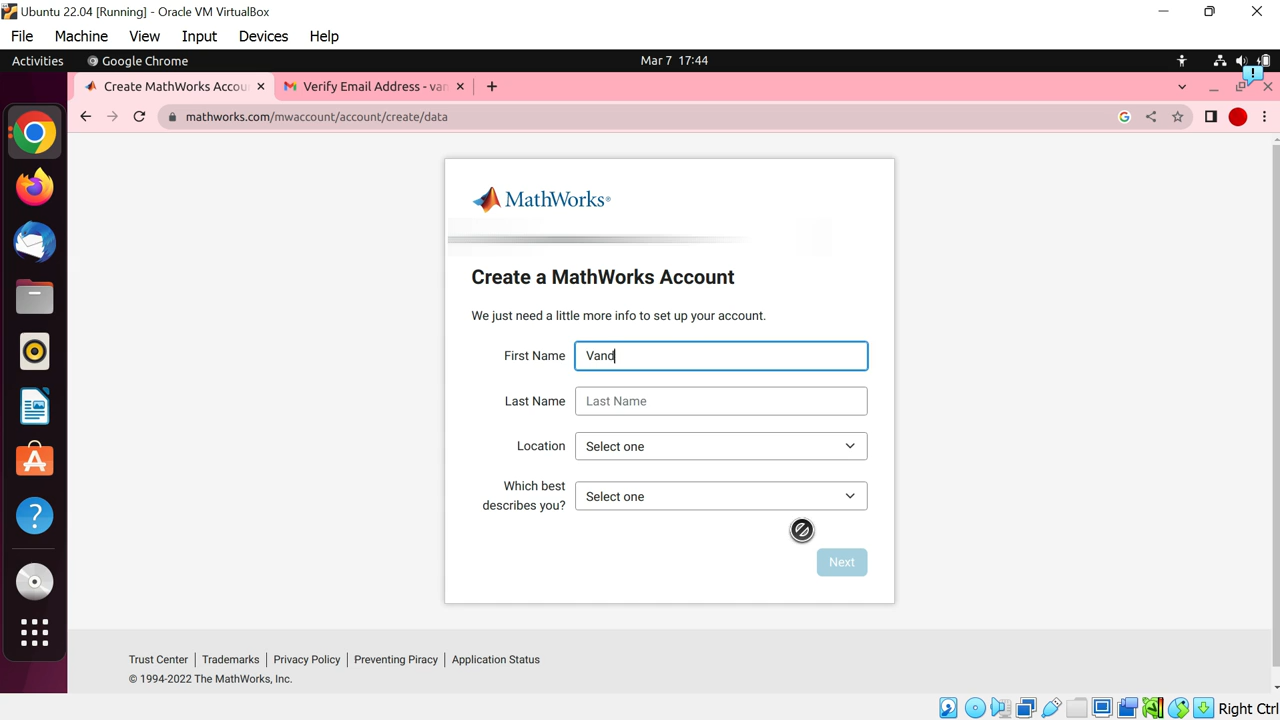 Ubuntu 22.04 [Running] - Oracle VM VirtualBox
File Machine View Input Devices Help
Activities Google Chrome Mar 7 17:44
Create MathWorks Accou Verify Email Address - van
mathworks.com/mwaccount/account/create/data
MathWorks®
Create a MathWorks Account
We just need a little more info to set up your account.
First Name Vand
Last Name Last Name
Location Select one
Which best
describes you? Select one
Next
Trust Center Trademarks Privacy Policy Preventing Piracy Application Status
© 1994-2022 The MathWorks, Inc.
Right Ctrl